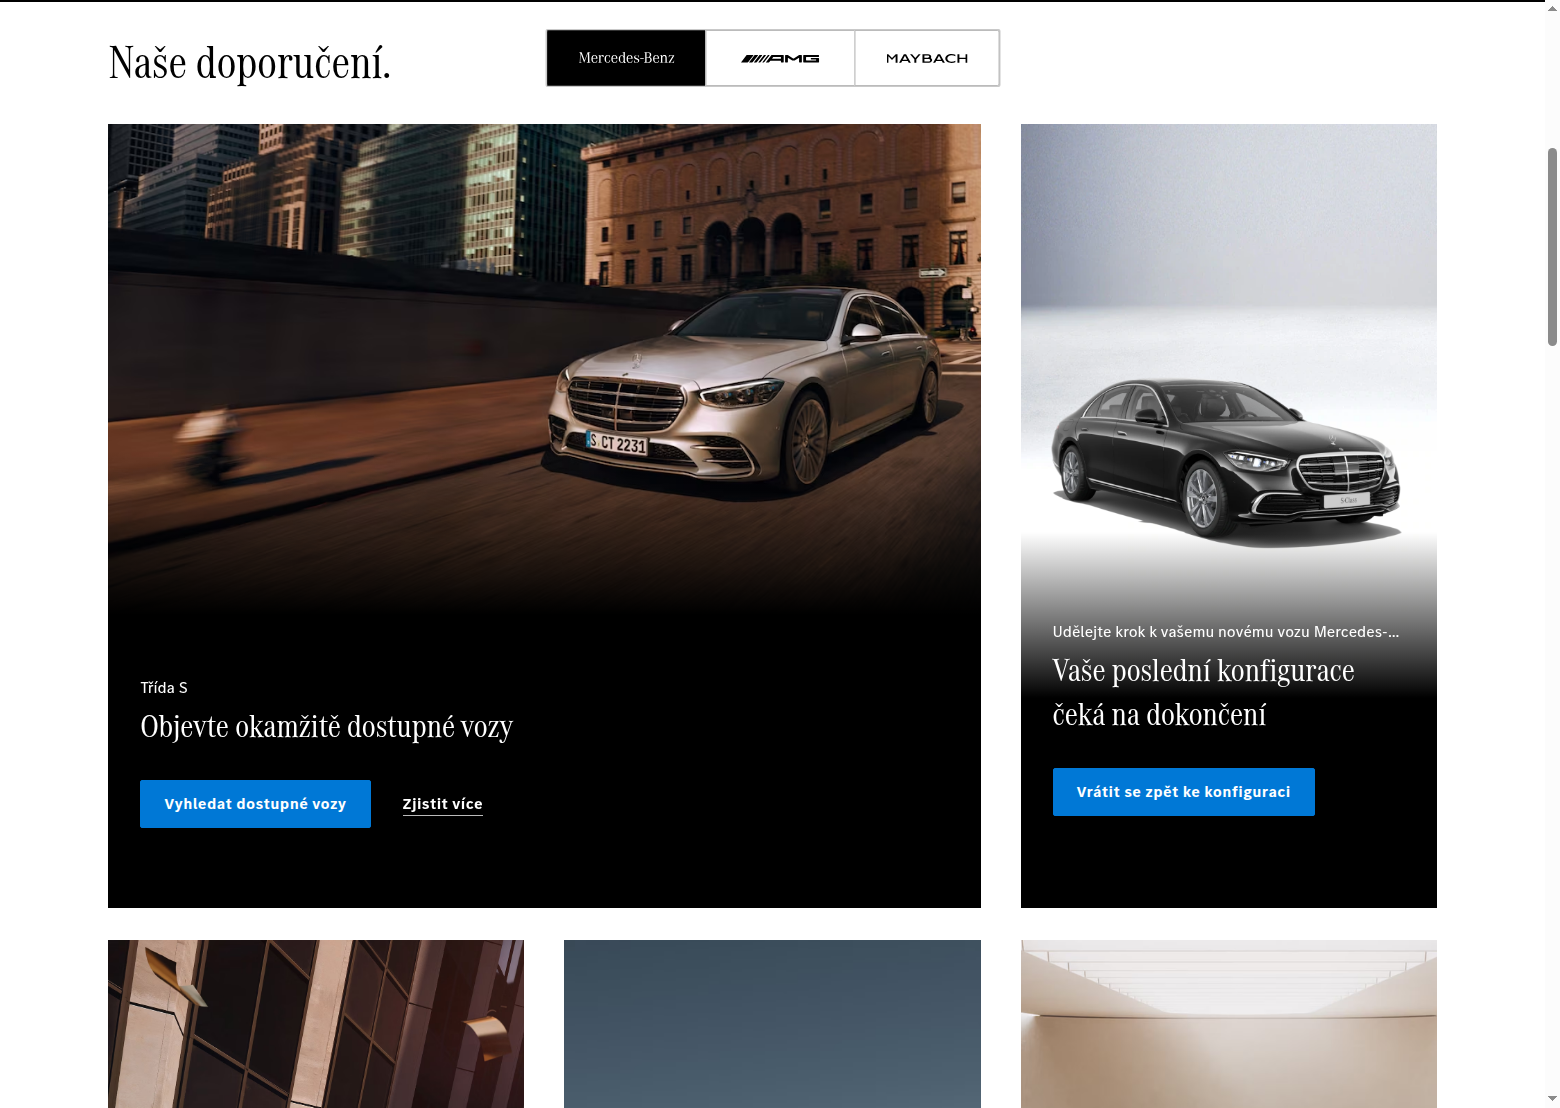 Naše doporučení.
Mercedes-Benz
AMG
MAYBACH
S CT 2231
S-Class
Třída S
Objevte okamžitě dostupné vozy
Vyhledat dostupné vozy
Zjistit více
Udělejte krok k vašemu novému vozu Mercedes-...
Vaše poslední konfigurace
čeká na dokončení
Vrátit se zpět ke konfiguraci